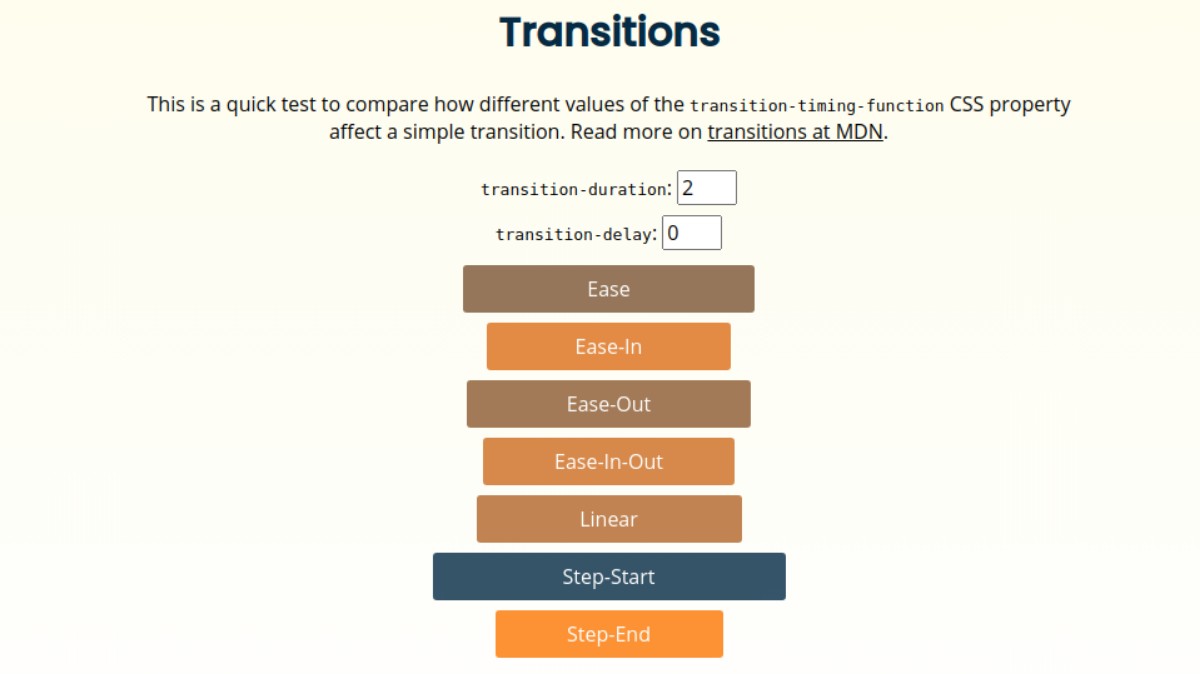 Transitions
This is a quick test to compare how different values of the transition-timing-function CSS property
affect a simple transition. Read more on transitions at MDN.
transition-duration: 2
transition-delay: 0
Ease
Ease-In
Ease-Out
Ease-In-Out
Linear
Step-Start
Step-End